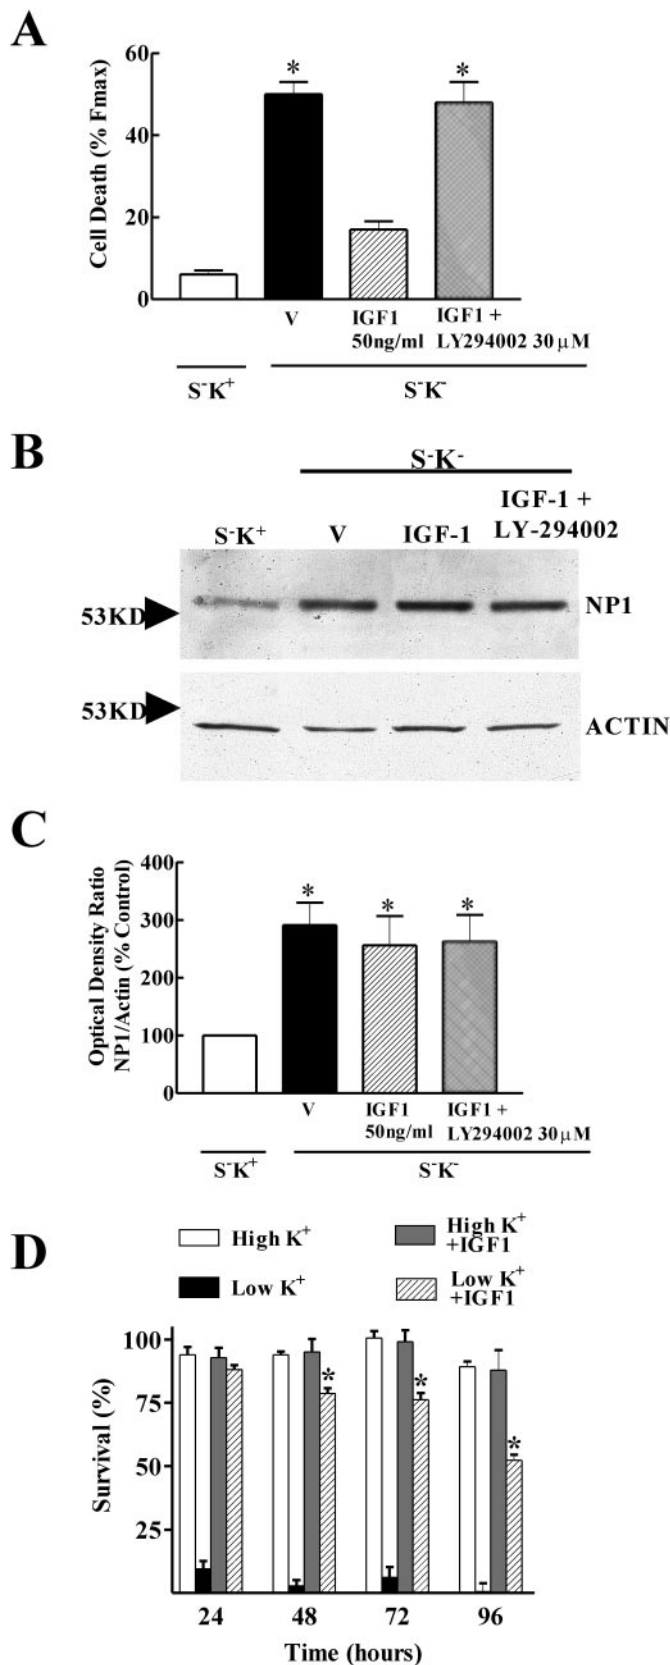 A
60
40
20
0
Cell Death (% Fmax)
*
*
V
IGF1
50ng/ml
IGF1 +
LY294002 30 μM
S⁻K⁺
S⁻K⁻
B
S⁻K⁻
S⁻K⁺
V
IGF-1
IGF-1 +
LY-294002
53KD
NP1
53KD
ACTIN
C
400
300
200
100
0
Optical Density Ratio
NP1/Actin (% Control)
*
*
*
V
IGF1
50ng/ml
IGF1 +
LY294002 30 μM
S⁻K⁺
S⁻K⁻
D
High K⁺
High K⁺
+IGF1
Low K⁺
Low K⁺
+IGF1
100
75
50
25
Survival (%)
*
*
*
24 48 72 96
Time (hours)